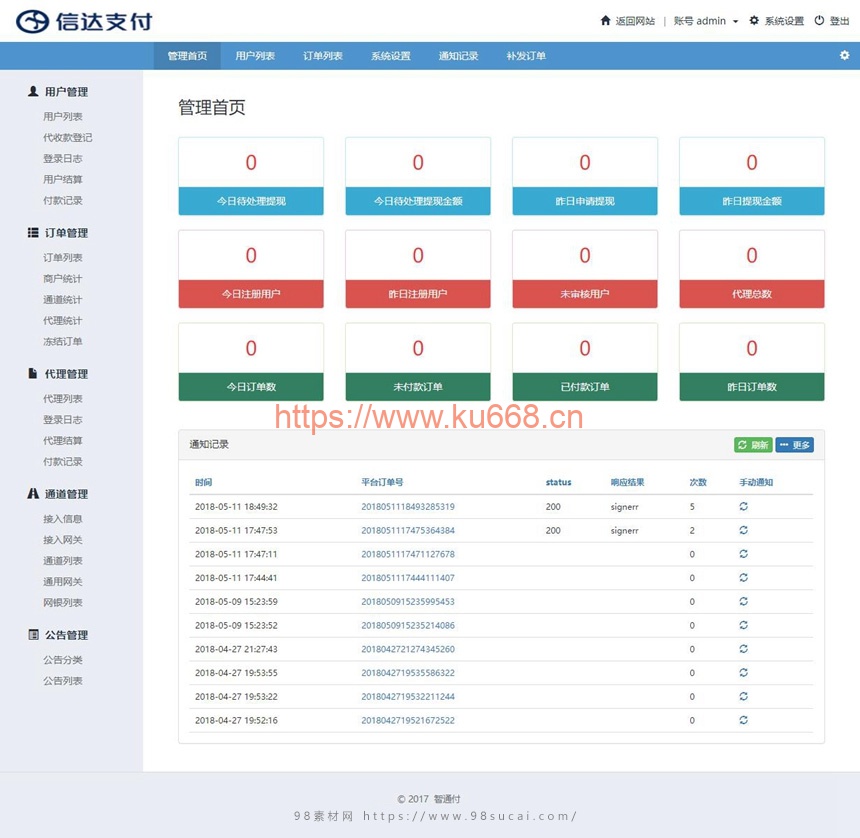 信达支付
返回网站 | 账号 admin 系统设置 登出
管理首页 用户列表 订单列表 系统设置 通知记录 补发订单
用户管理
用户列表
代收款登记
登录日志
用户结算
付款记录
订单管理
订单列表
商户统计
通道统计
代理统计
冻结订单
代理管理
代理列表
登录日志
代理结算
付款记录
通道管理
接入信息
接入网关
通道列表
通用网关
网银列表
公告管理
公告分类
公告列表
管理首页
0 0 0 0
今日待处理提现 今日待处理提现金额 昨日申请提现 昨日提现金额
0 0 0 0
今日注册用户 昨日注册用户 未审核用户 代理总数
0 0 0 0
今日订单数 未付款订单 已付款订单 昨日订单数
https://www.ku668.cn
通知记录 刷新 更多
时间 平台订单号 status 响应结果 次数 手动通知
2018-05-11 18:49:32 2018051118493285319 200 signerr 5
2018-05-11 17:47:53 2018051117475364384 200 signerr 2
2018-05-11 17:47:11 2018051117471127678 0
2018-05-11 17:44:41 2018051117444111407 0
2018-05-09 15:23:59 2018050915235995453 0
2018-05-09 15:23:52 2018050915235214086 0
2018-04-27 21:27:43 2018042721274345260 0
2018-04-27 19:53:55 2018042719535586322 0
2018-04-27 19:53:22 2018042719532211244 0
2018-04-27 19:52:16 2018042719521672522 0
© 2017 智通付
98素材网 https://www.98sucai.com/